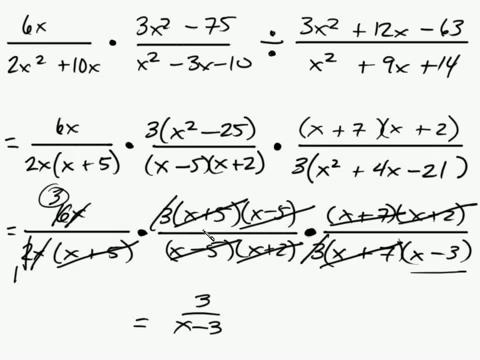 6x/(2x² + 10x) • (3x² - 75)/(x² - 3x - 10) ÷ (3x² + 12x - 63)/(x² + 9x + 14)
= 6x/(2x(x + 5)) • 3(x² - 25)/((x - 5)(x + 2)) • (x + 7)(x + 2)/(3(x² + 4x - 21))
3
= 6x/(2x(x + 5)) • 3(x + 5)(x - 5)/((x - 5)(x + 2)) • (x + 7)(x + 2)/(3(x + 7)(x - 3))
1
= 3/(x - 3)